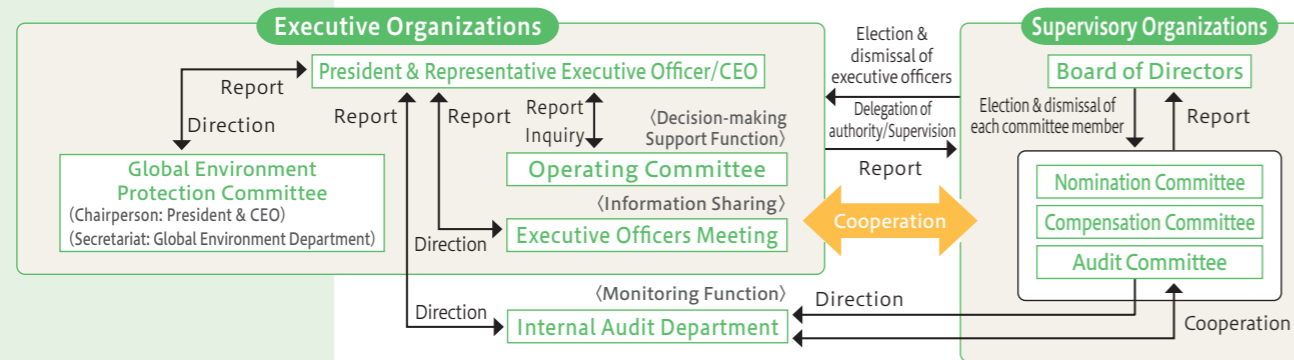 Executive Organizations
President & Representative Executive Officer/CEO
Report
Direction
Report
Report
Report
Inquiry
〈Decision-making
Support Function〉
Operating Committee
Global Environment
Protection Committee
(Chairperson: President & CEO)
(Secretariat: Global Environment Department)
〈Information Sharing〉
Direction
Executive Officers Meeting
〈Monitoring Function〉
Direction
Internal Audit Department
Election &
dismissal of
executive officers
Delegation of
authority/Supervision
Report
Cooperation
Direction
Supervisory Organizations
Board of Directors
Election & dismissal of
each committee member
Report
Nomination Committee
Compensation Committee
Audit Committee
Cooperation